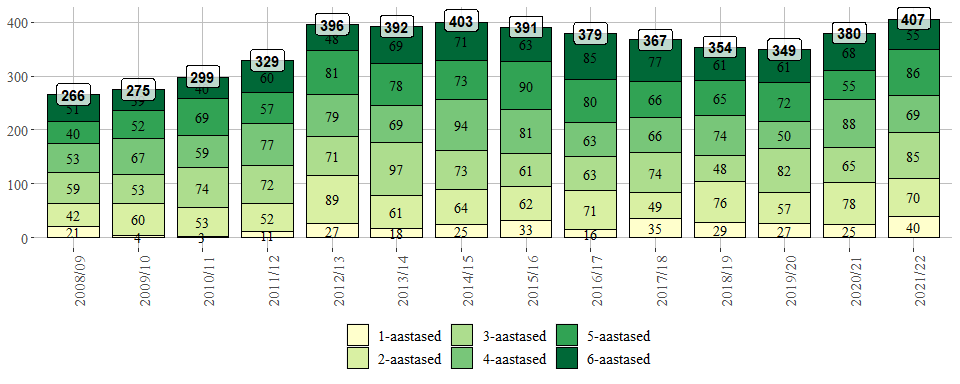 400
300
200
100
0
266 275 299 329 396 392 403 391 379 367 354 349 380 407
51 39 40 60 48 69 71 63 85 77 61 61 68 55
40 52 69 57 81 78 73 90 80 66 65 72 55 86
53 67 59 77 79 69 94 81 63 66 74 50 88 69
59 53 74 72 71 97 73 61 63 74 48 82 65 85
42 60 53 52 89 61 64 62 71 49 76 57 78 70
21 4 3 11 27 18 25 33 16 35 29 27 25 40
2008/09 2009/10 2010/11 2011/12 2012/13 2013/14 2014/15 2015/16 2016/17 2017/18 2018/19 2019/20 2020/21 2021/22
1-aastased 3-aastased 5-aastased
2-aastased 4-aastased 6-aastased